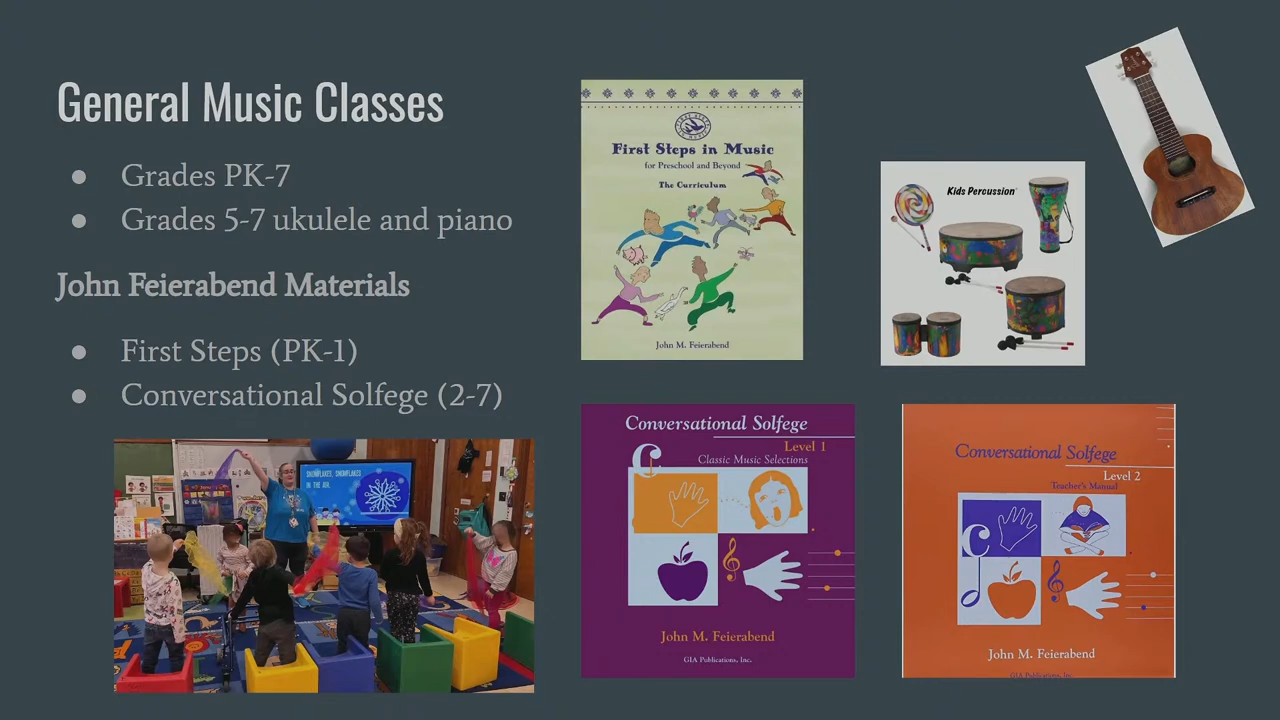 General Music Classes
● Grades PK-7
● Grades 5-7 ukulele and piano
John Feierabend Materials
● First Steps (PK-1)
● Conversational Solfege (2-7)
First Steps in Music
for Preschool and Beyond
The Curriculum
John M. Feierabend
Kids Percussion
SNOWFLAKES, SNOWFLAKES
IN THE AIR,
Conversational Solfege
Level 1
Classic Music Selections
John M. Feierabend
GIA Publications, Inc.
Conversational Solfege
Level 2
Teacher's Manual
John M. Feierabend
GIA Publications, Inc.